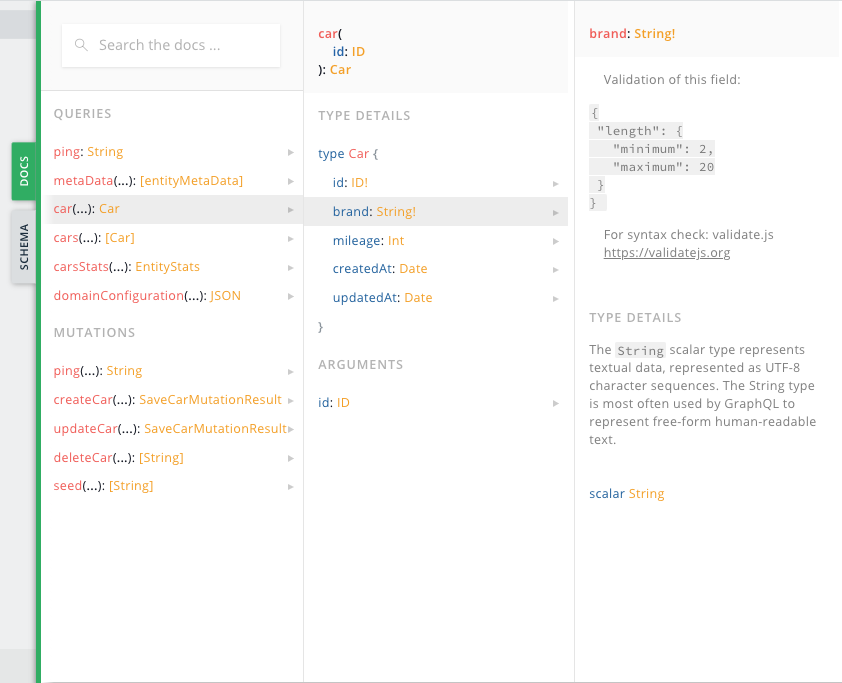 DOCS
SCHEMA
Search the docs ...
QUERIES
ping: String
metaData(...): [entityMetaData]
car(...): Car
cars(...): [Car]
carsStats(...): EntityStats
domainConfiguration(...): JSON
MUTATIONS
ping(...): String
createCar(...): SaveCarMutationResult
updateCar(...): SaveCarMutationResult
deleteCar(...): [String]
seed(...): [String]
car(
id: ID
): Car
TYPE DETAILS
type Car {
id: ID!
brand: String!
mileage: Int
createdAt: Date
updatedAt: Date
}
ARGUMENTS
id: ID
brand: String!
Validation of this field:
{
"length": {
"minimum": 2,
"maximum": 20
}
}
For syntax check: validate.js
https://validatejs.org
TYPE DETAILS
The String scalar type represents
textual data, represented as UTF-8
character sequences. The String type
is most often used by GraphQL to
represent free-form human-readable
text.
scalar String